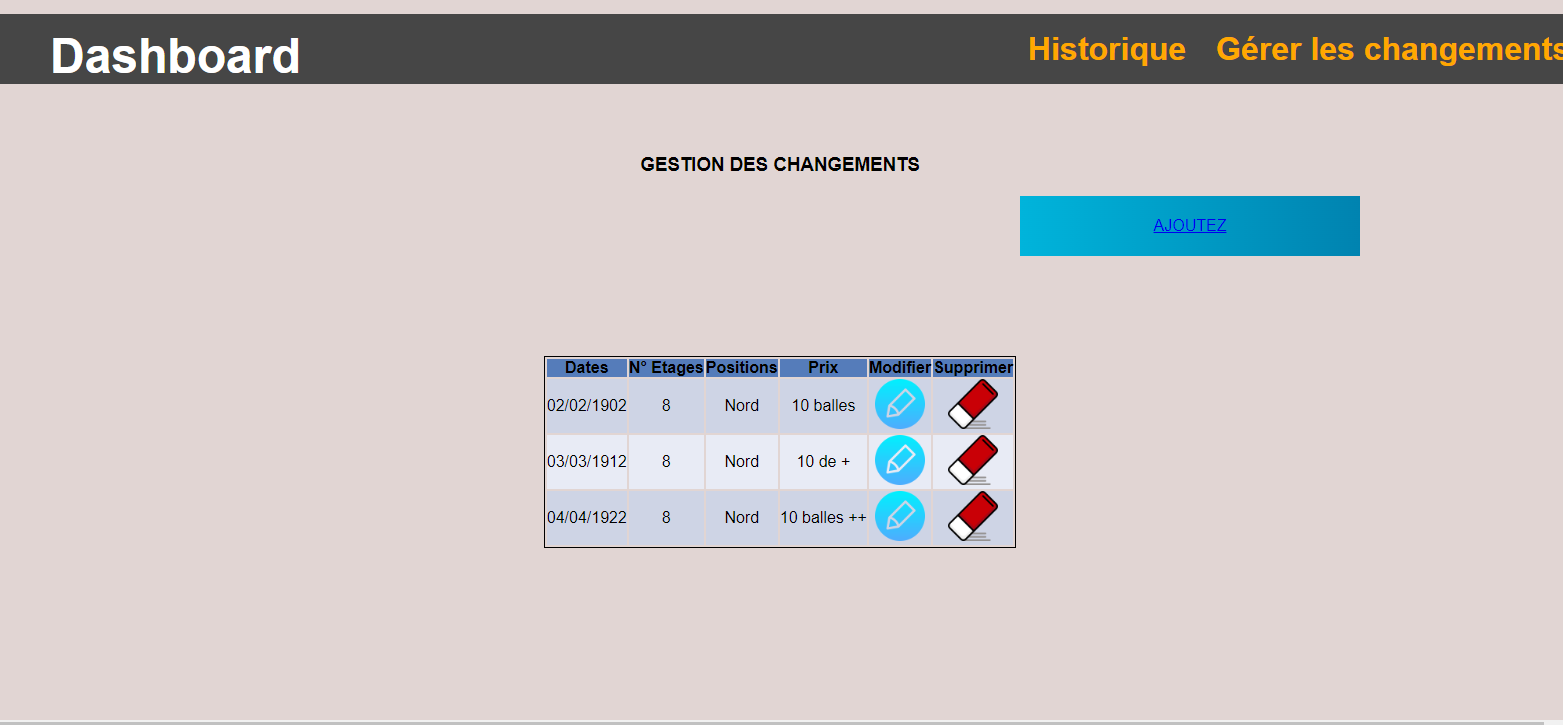 Dashboard Historique Gérer les changements
GESTION DES CHANGEMENTS
AJOUTEZ
Dates N° Etages Positions Prix Modifier Supprimer
02/02/1902 8 Nord 10 balles
03/03/1912 8 Nord 10 de +
04/04/1922 8 Nord 10 balles ++